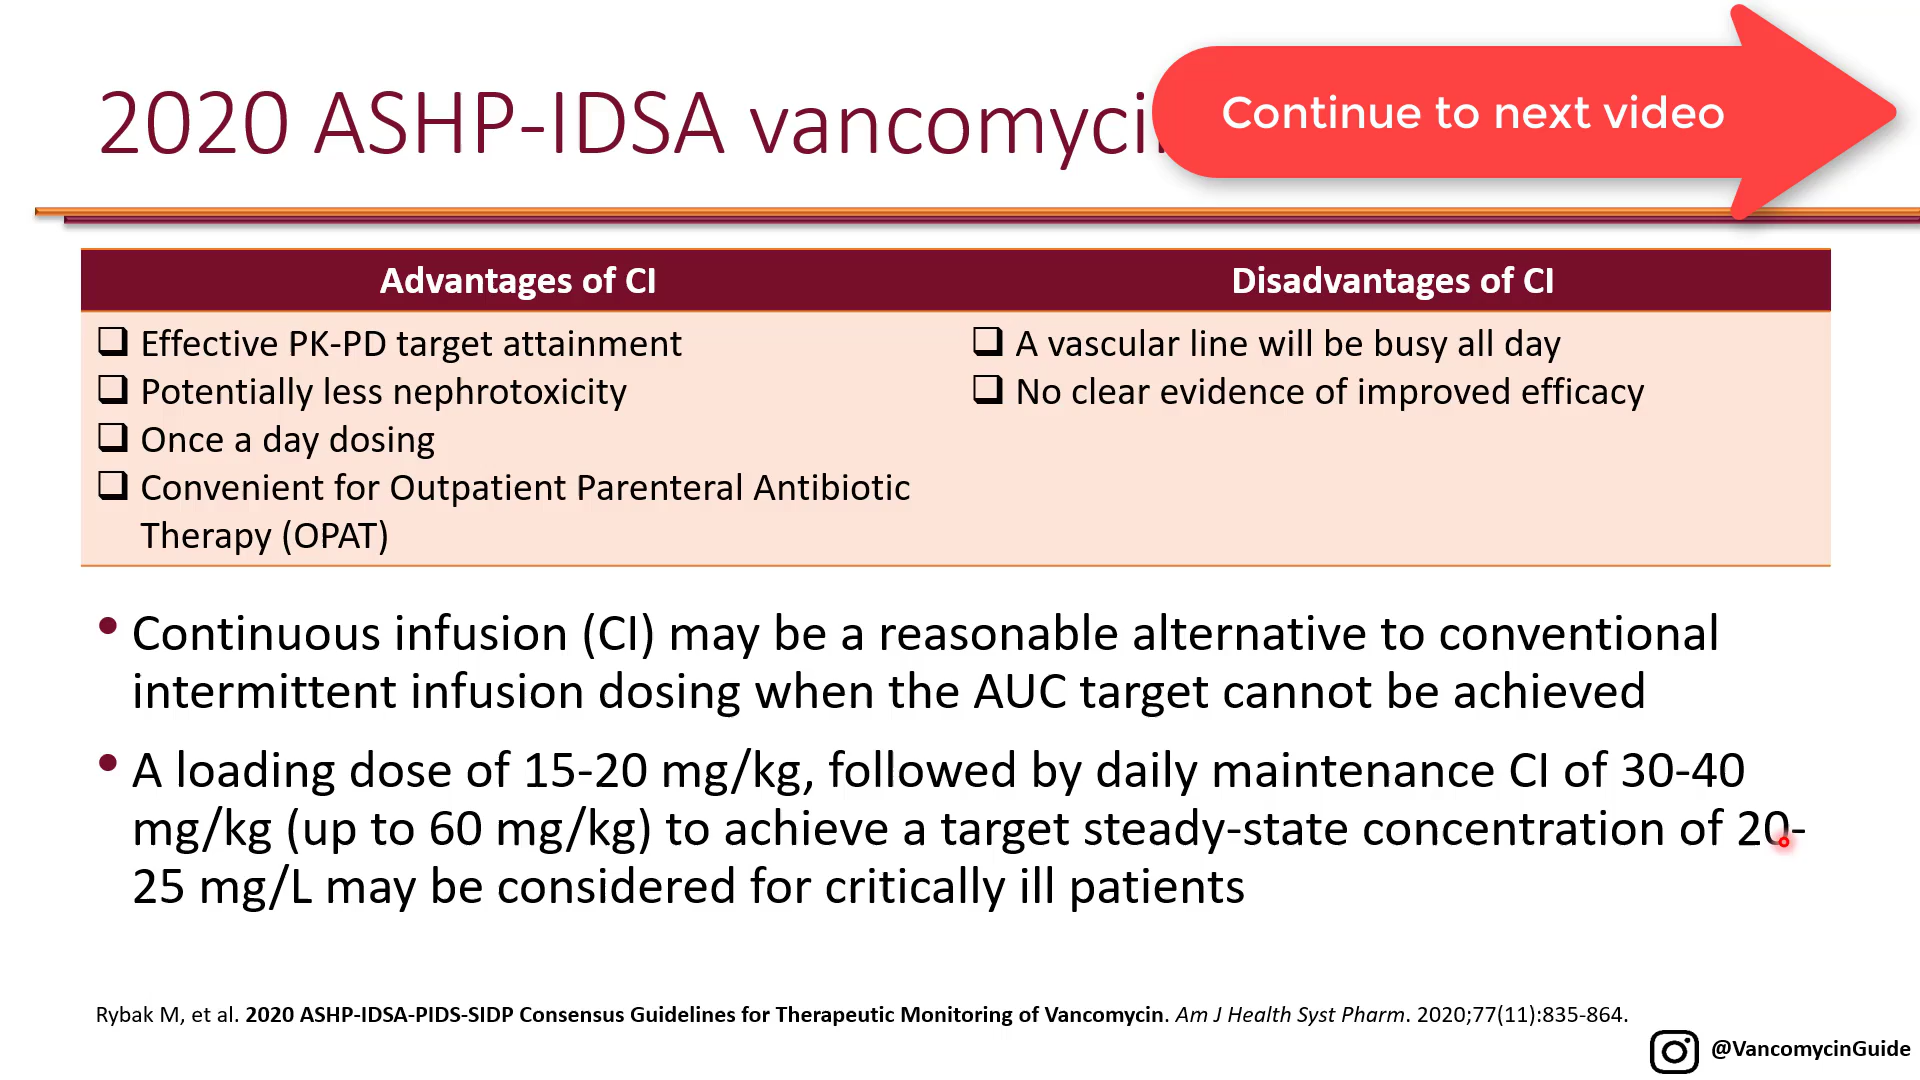 2020 ASHP-IDSA
Continue to next video
Advantages of CI
Disadvantages of CI
Effective PK-PD target attainment
Potentially less nephrotoxicity
Once a day dosing
Convenient for Outpatient Parenteral Antibiotic
Therapy (OPAT)
A vascular line will be busy all day
No clear evidence of improved efficacy
• Continuous infusion (CI) may be a reasonable alternative to conventional
intermittent infusion dosing when the AUC target cannot be achieved
• A loading dose of 15-20 mg/kg, followed by daily maintenance CI of 30-40
mg/kg (up to 60 mg/kg) to achieve a target steady-state concentration of 20-
25 mg/L may be considered for critically ill patients
Rybak M, et al. 2020 ASHP-IDSA-PIDS-SIDP Consensus Guidelines for Therapeutic Monitoring of Vancomycin. Am J Health Syst Pharm. 2020;77(11):835-864.
@VancomycinGuide